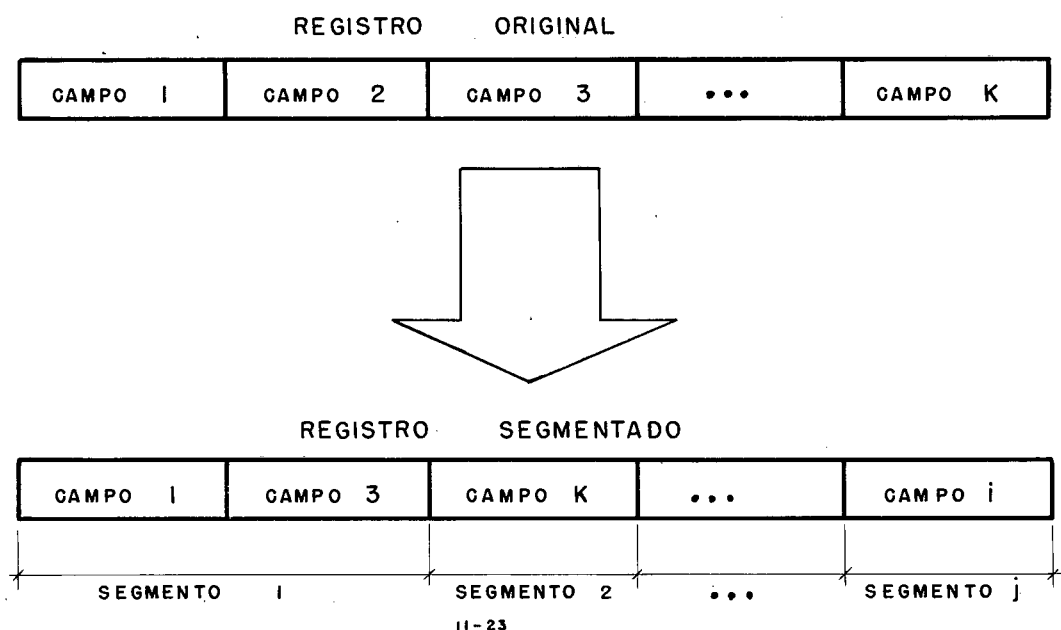 REGISTRO ORIGINAL
CAMPO 1 CAMPO 2 CAMPO 3 ... CAMPO K
REGISTRO SEGMENTADO
CAMPO 1 CAMPO 3 CAMPO K ... CAMPO i
SEGMENTO 1 SEGMENTO 2 ... SEGMENTO j
11-23